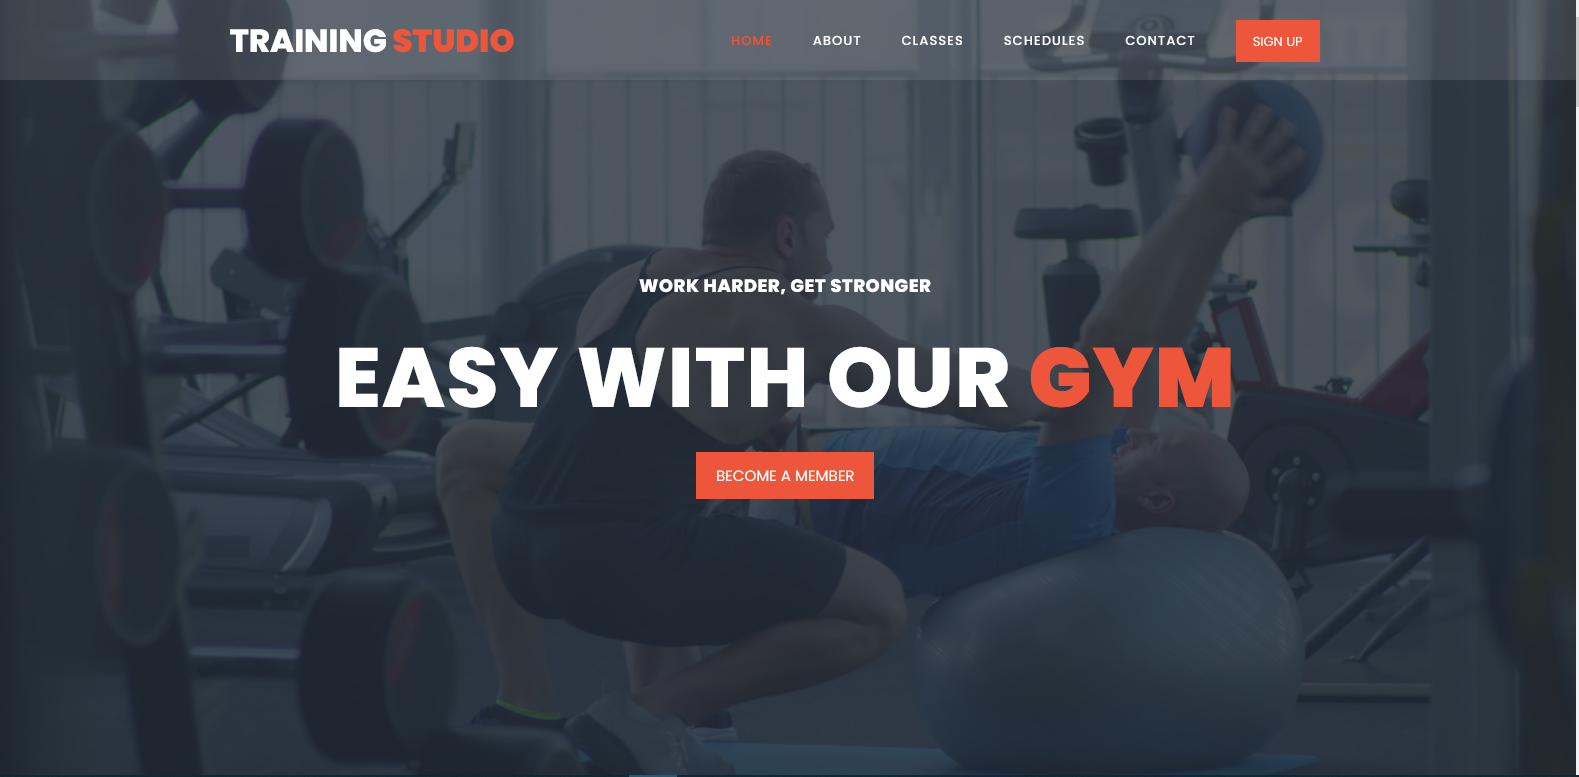 TRAINING STUDIO
HOME ABOUT CLASSES SCHEDULES CONTACT SIGN UP
WORK HARDER, GET STRONGER
EASY WITH OUR GYM
BECOME A MEMBER